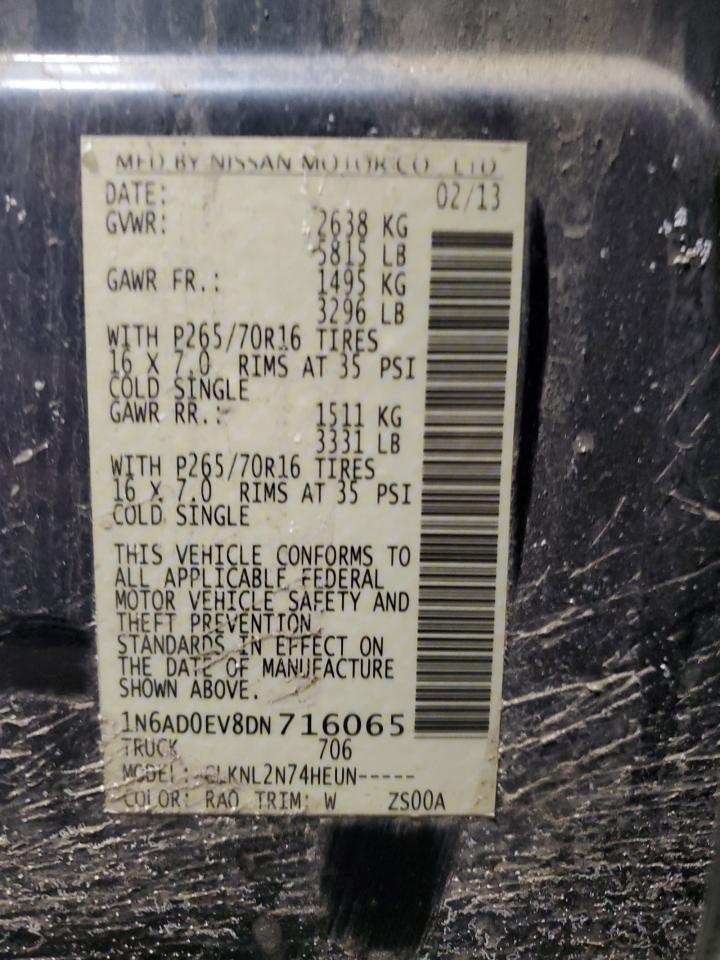 MFD BY NISSAN MOTOR CO., LTD
DATE: 02/13
GVWR: 2638 KG
5815 LB
GAWR FR.: 1495 KG
3296 LB
WITH P265/70R16 TIRES
16 X 7.0 RIMS AT 35 PSI
COLD SINGLE
GAWR RR.: 1511 KG
3331 LB
WITH P265/70R16 TIRES
16 X 7.0 RIMS AT 35 PSI
COLD SINGLE
THIS VEHICLE CONFORMS TO
ALL APPLICABLE FEDERAL
MOTOR VEHICLE SAFETY AND
THEFT PREVENTION
STANDARDS IN EFFECT ON
THE DATE OF MANUFACTURE
SHOWN ABOVE.
1N6AD0EV8DN716065
TRUCK 706
MODEL: CLKNL2N74HEUN-----
COLOR: RAO TRIM: W ZS00A